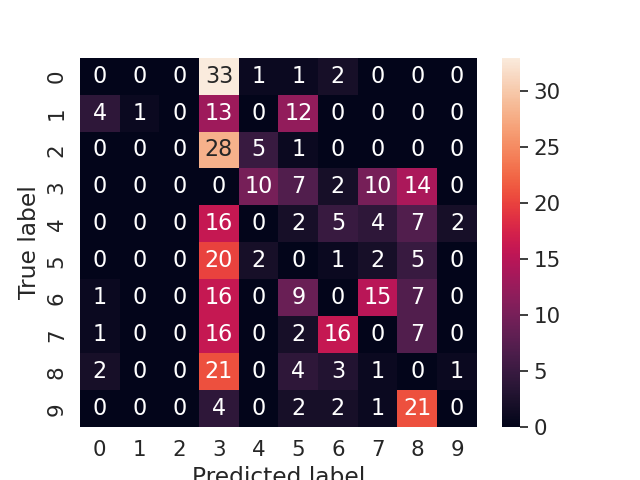 0 0 0 0 33 1 1 2 0 0 0
1 4 1 0 13 0 12 0 0 0 0
2 0 0 0 28 5 1 0 0 0 0
3 0 0 0 0 10 7 2 10 14 0
4 0 0 0 16 0 2 5 4 7 2
5 0 0 0 20 2 0 1 2 5 0
6 1 0 0 16 0 9 0 15 7 0
7 1 0 0 16 0 2 16 0 7 0
8 2 0 0 21 0 4 3 1 0 1
9 0 0 0 4 0 2 2 1 21 0
0 1 2 3 4 5 6 7 8 9
Predicted label
True label
30
25
20
15
10
5
0